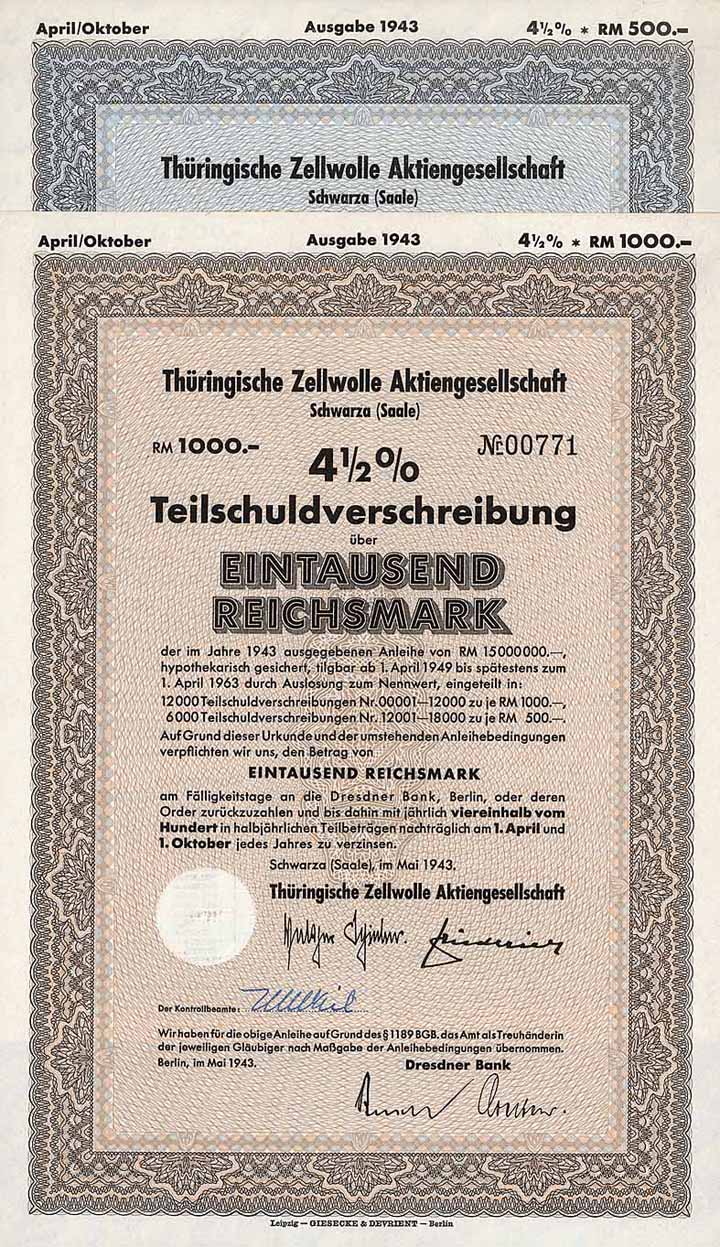 April/Oktober Ausgabe 1943 4½% * RM 500.–
Thüringische Zellwolle Aktiengesellschaft
Schwarza (Saale)
April/Oktober Ausgabe 1943 4½% * RM 1000.–
Thüringische Zellwolle Aktiengesellschaft
Schwarza (Saale)
RM 1000.– № 00771
4½%
Teilschuldverschreibung
über
EINTAUSEND
REICHSMARK
der im Jahre 1943 ausgegebenen Anleihe von RM 15000000.—,
hypothekarisch gesichert, tilgbar ab 1. April 1949 bis spätestens zum
1. April 1963 durch Auslosung zum Nennwert, eingeteilt in:
12000 Teilschuldverschreibungen Nr. 00001—12000 zu je RM 1000.—,
6000 Teilschuldverschreibungen Nr. 12001—18000 zu je RM 500.—.
Auf Grund dieser Urkunde und der umstehenden Anleihebedingungen
verpflichten wir uns, den Betrag von
EINTAUSEND REICHSMARK
am Fälligkeitstage an die Dresdner Bank, Berlin, oder deren
Order zurückzuzahlen und bis dahin mit jährlich viereinhalb vom
Hundert in halbjährlichen Teilbeträgen nachträglich am 1. April und
1. Oktober jedes Jahres zu verzinsen.
Schwarza (Saale), im Mai 1943.
Thüringische Zellwolle Aktiengesellschaft
Der Kontrollbeamte:
Wir haben für die obige Anleihe auf Grund des § 1189 BGB. das Amt als Treuhänderin
der jeweiligen Gläubiger nach Maßgabe der Anleihebedingungen übernommen.
Berlin, im Mai 1943. Dresdner Bank
Leipzig — GIESECKE & DEVRIENT — Berlin